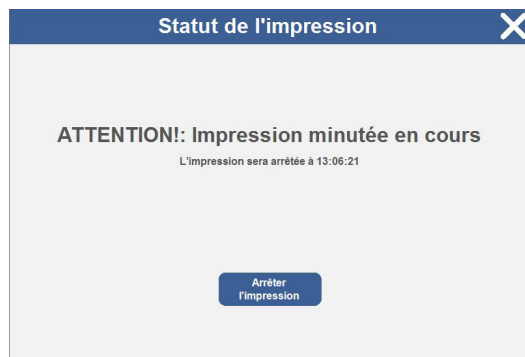 Statut de l'impression
ATTENTION!: Impression minutée en cours
L'impression sera arrêtée à 13:06:21
Arrêter
l'impression